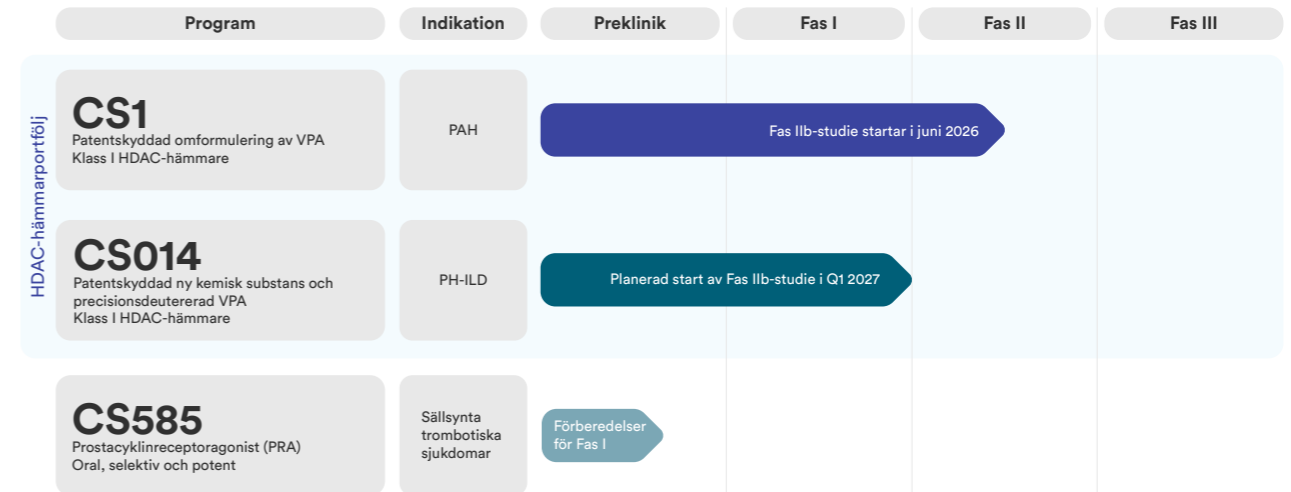 Program
Indikation
Preklinik
Fas I
Fas II
Fas III
HDAC-hämmarportfölj
CS1
Patentskyddad omformulering av VPA
Klass I HDAC-hämmare
PAH
Fas IIb-studie startar i juni 2026
CS014
Patentskyddad ny kemisk substans och
precisionsdeutererad VPA
Klass I HDAC-hämmare
PH-ILD
Planerad start av Fas IIb-studie i Q1 2027
CS585
Prostacyklinreceptoragonist (PRA)
Oral, selektiv och potent
Sällsynta
trombotiska
sjukdomar
Förberedelser
för Fas I